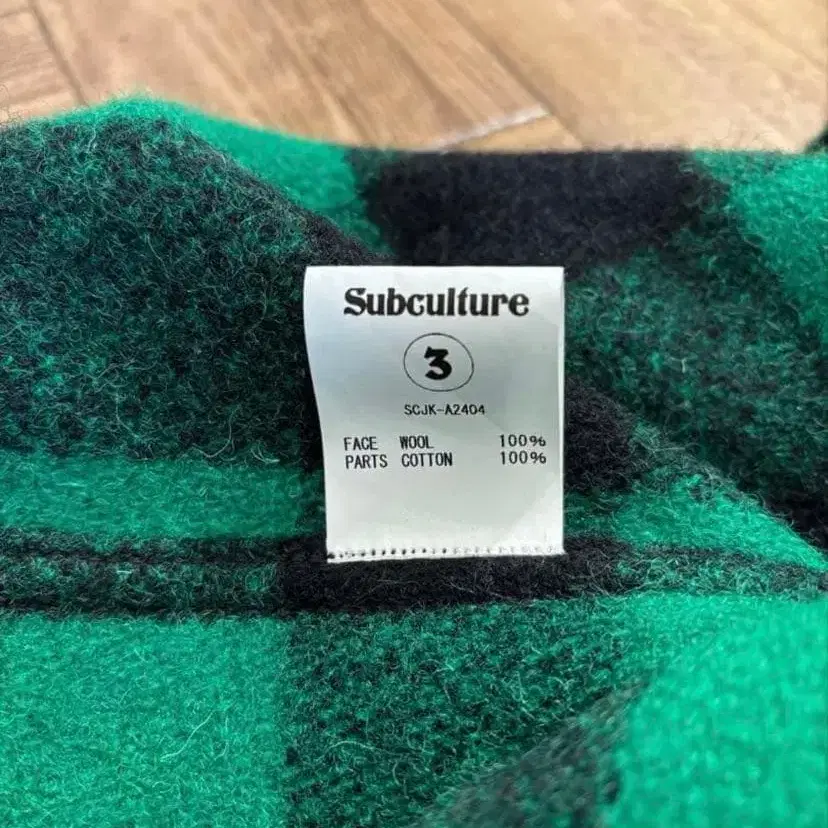 Subculture
3
SCJK-A2404
FACE WOOL 100%
PARTS COTTON 100%